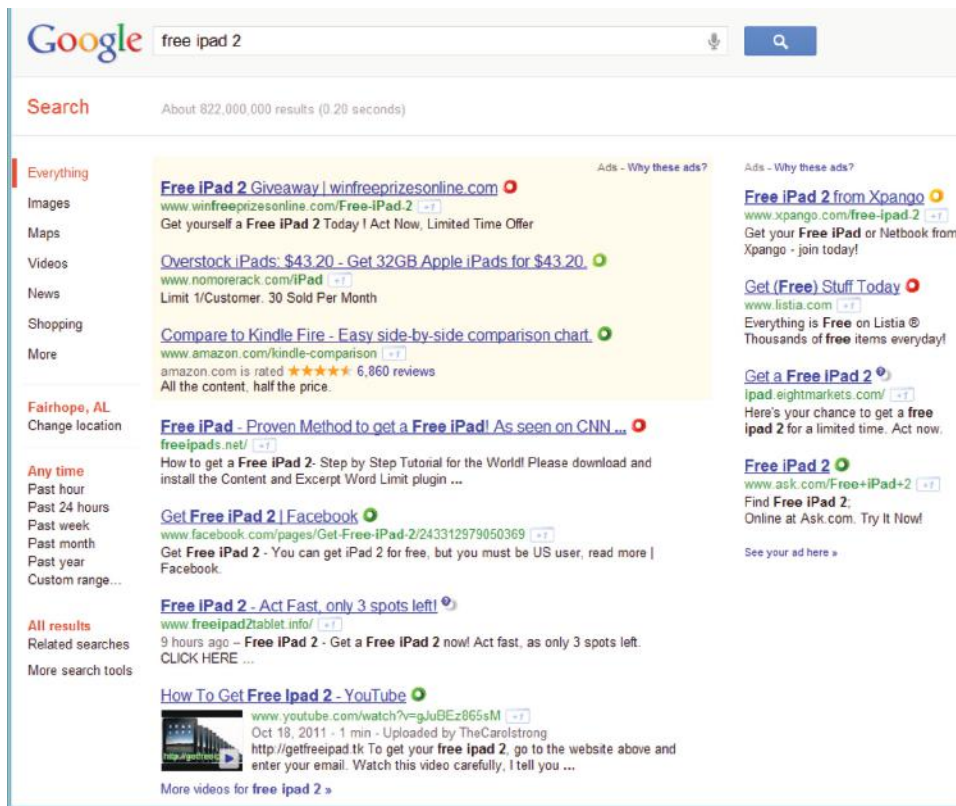 Google
free ipad 2
Search
About 822,000,000 results (0.20 seconds)
Everything
Images
Maps
Videos
News
Shopping
More
Fairhope, AL
Change location
Any time
Past hour
Past 24 hours
Past week
Past month
Past year
Custom range...
All results
Related searches
More search tools
Ads - Why these ads?
Free iPad 2 Giveaway | winfreeprizesonline.com
www.winfreeprizesonline.com/Free-iPad-2 +1
Get yourself a Free iPad 2 Today ! Act Now, Limited Time Offer
Overstock iPads: $43.20 - Get 32GB Apple iPads for $43.20.
www.nomorerack.com/iPad +1
Limit 1/Customer. 30 Sold Per Month
Compare to Kindle Fire - Easy side-by-side comparison chart.
www.amazon.com/kindle-comparison +1
amazon.com is rated ★★★★★ 6,860 reviews
All the content, half the price.
Free iPad - Proven Method to get a Free iPad! As seen on CNN ...
freeipads.net/ +1
How to get a Free iPad 2- Step by Step Tutorial for the World! Please download and
install the Content and Excerpt Word Limit plugin ...
Get Free iPad 2 | Facebook
www.facebook.com/pages/Get-Free-iPad-2/243312979050369 +1
Get Free iPad 2 - You can get iPad 2 for free, but you must be US user, read more |
Facebook.
Free iPad 2 - Act Fast, only 3 spots left!
www.freeipad2tablet.info/ +1
9 hours ago – Free iPad 2 - Get a Free iPad 2 now! Act fast, as only 3 spots left.
CLICK HERE ...
How To Get Free Ipad 2 - YouTube
www.youtube.com/watch?v=gJuBEz865sM +1
Oct 18, 2011 - 1 min - Uploaded by TheCarolstrong
http://getfreeipad.tk To get your free ipad 2, go to the website above and
enter your email. Watch this video carefully, I tell you ...
More videos for free ipad 2 »
Ads - Why these ads?
Free iPad 2 from Xpango
www.xpango.com/free-ipad-2 +1
Get your Free iPad or Netbook from
Xpango - join today!
Get (Free) Stuff Today
www.listia.com +1
Everything is Free on Listia ®
Thousands of free items everyday!
Get a Free iPad 2
ipad.eightmarkets.com/ +1
Here's your chance to get a free
ipad 2 for a limited time. Act now.
Free iPad 2
www.ask.com/Free+iPad+2 +1
Find Free iPad 2;
Online at Ask.com. Try It Now!
See your ad here »